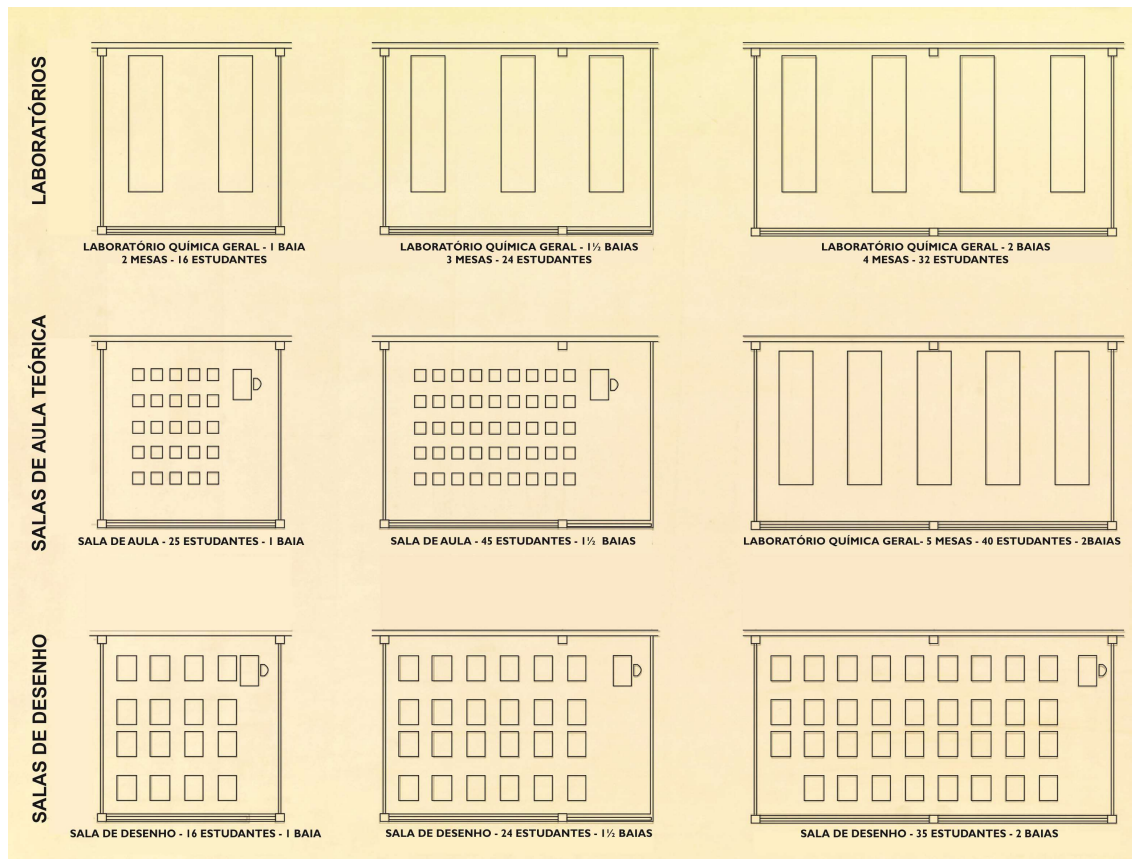 LABORATÓRIOS
LABORATÓRIO QUÍMICA GERAL - 1 BAIA
2 MESAS - 16 ESTUDANTES
LABORATÓRIO QUÍMICA GERAL - 1½ BAIAS
3 MESAS - 24 ESTUDANTES
LABORATÓRIO QUÍMICA GERAL - 2 BAIAS
4 MESAS - 32 ESTUDANTES
SALAS DE AULA TEÓRICA
SALA DE AULA - 25 ESTUDANTES - 1 BAIA
SALA DE AULA - 45 ESTUDANTES - 1½ BAIAS
LABORATÓRIO QUÍMICA GERAL- 5 MESAS - 40 ESTUDANTES - 2BAIAS
SALAS DE DESENHO
SALA DE DESENHO - 16 ESTUDANTES - 1 BAIA
SALA DE DESENHO - 24 ESTUDANTES - 1½ BAIAS
SALA DE DESENHO - 35 ESTUDANTES - 2 BAIAS